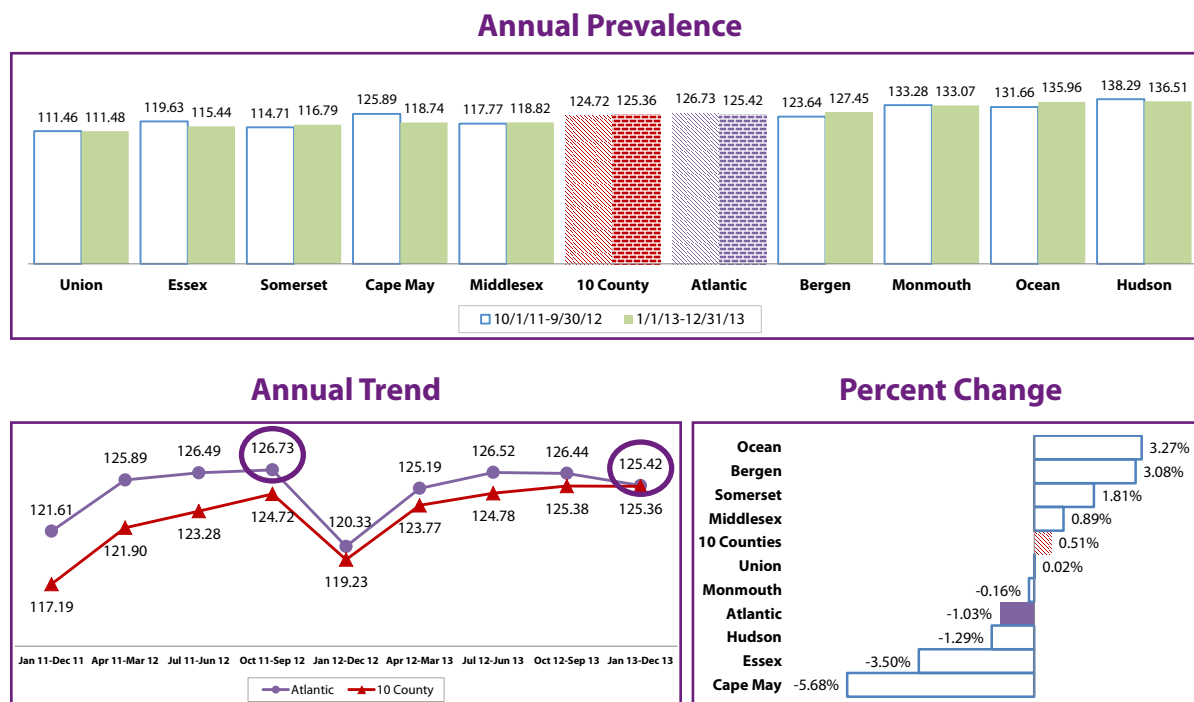 Annual Prevalence
111.46 111.48 119.63 115.44 114.71 116.79 125.89 118.74 117.77 118.82 124.72 125.36 126.73 125.42 123.64 127.45 133.28 133.07 131.66 135.96 138.29 136.51
Union Essex Somerset Cape May Middlesex 10 County Atlantic Bergen Monmouth Ocean Hudson
10/1/11-9/30/12 1/1/13-12/31/13
Annual Trend
121.61 125.89 126.49 126.73 120.33 125.19 126.52 126.44 125.42
117.19 121.90 123.28 124.72 119.23 123.77 124.78 125.38 125.36
Jan 11-Dec 11 Apr 11-Mar 12 Jul 11-Jun 12 Oct 11-Sep 12 Jan 12-Dec 12 Apr 12-Mar 13 Jul 12-Jun 13 Oct 12-Sep 13 Jan 13-Dec 13
Atlantic 10 County
Percent Change
Ocean 3.27%
Bergen 3.08%
Somerset 1.81%
Middlesex 0.89%
10 Counties 0.51%
Union 0.02%
Monmouth -0.16%
Atlantic -1.03%
Hudson -1.29%
Essex -3.50%
Cape May -5.68%